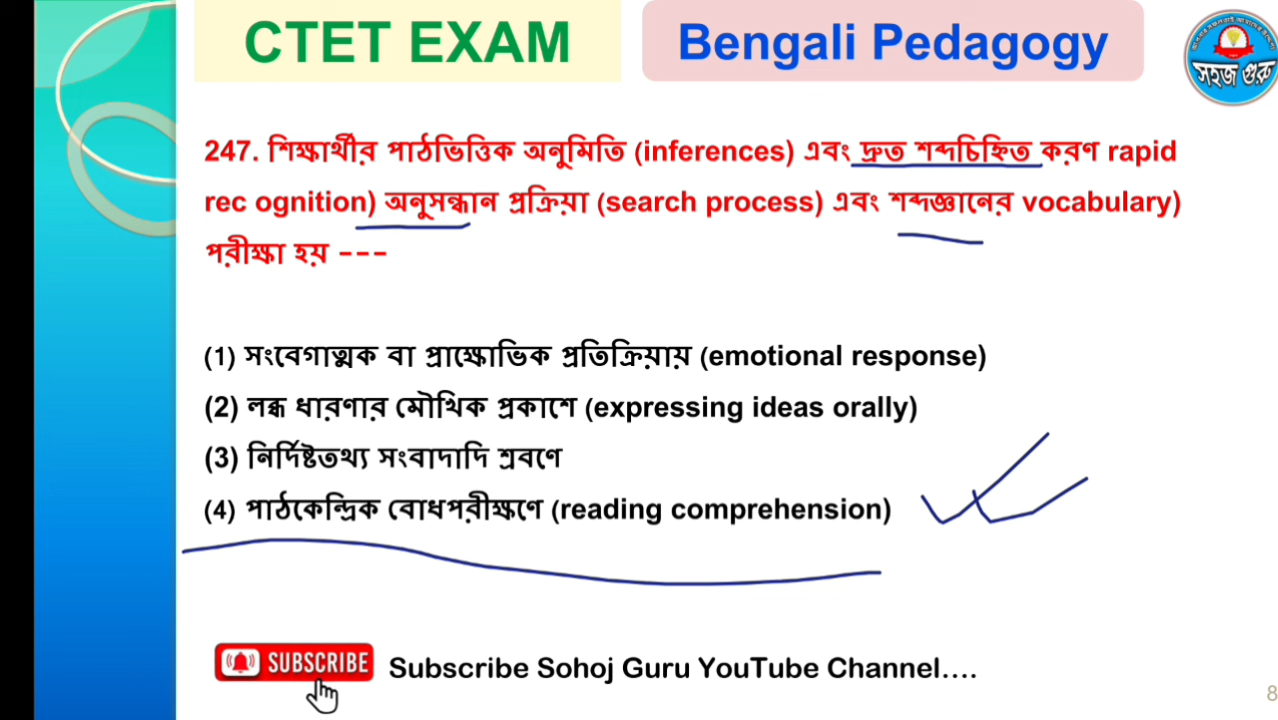 CTET EXAM
Bengali Pedagogy
সহজ গুরু
247. শিক্ষার্থীর পাঠভিত্তিক অনুমিতি (inferences) এবং দ্রুত শব্দচিহ্নিত করণ rapid
rec ognition) অনুসন্ধান প্রক্রিয়া (search process) এবং শব্দজ্ঞানের vocabulary)
পরীক্ষা হয় ---
(1) সংবেগাত্মক বা প্রাক্ষোভিক প্রতিক্রিয়ায় (emotional response)
(2) লব্ধ ধারণার মৌখিক প্রকাশে (expressing ideas orally)
(3) নির্দিষ্টতথ্য সংবাদাদি শ্রবণে
(4) পাঠকেন্দ্রিক বোধপরীক্ষণে (reading comprehension)
SUBSCRIBE
Subscribe Sohoj Guru YouTube Channel....
8